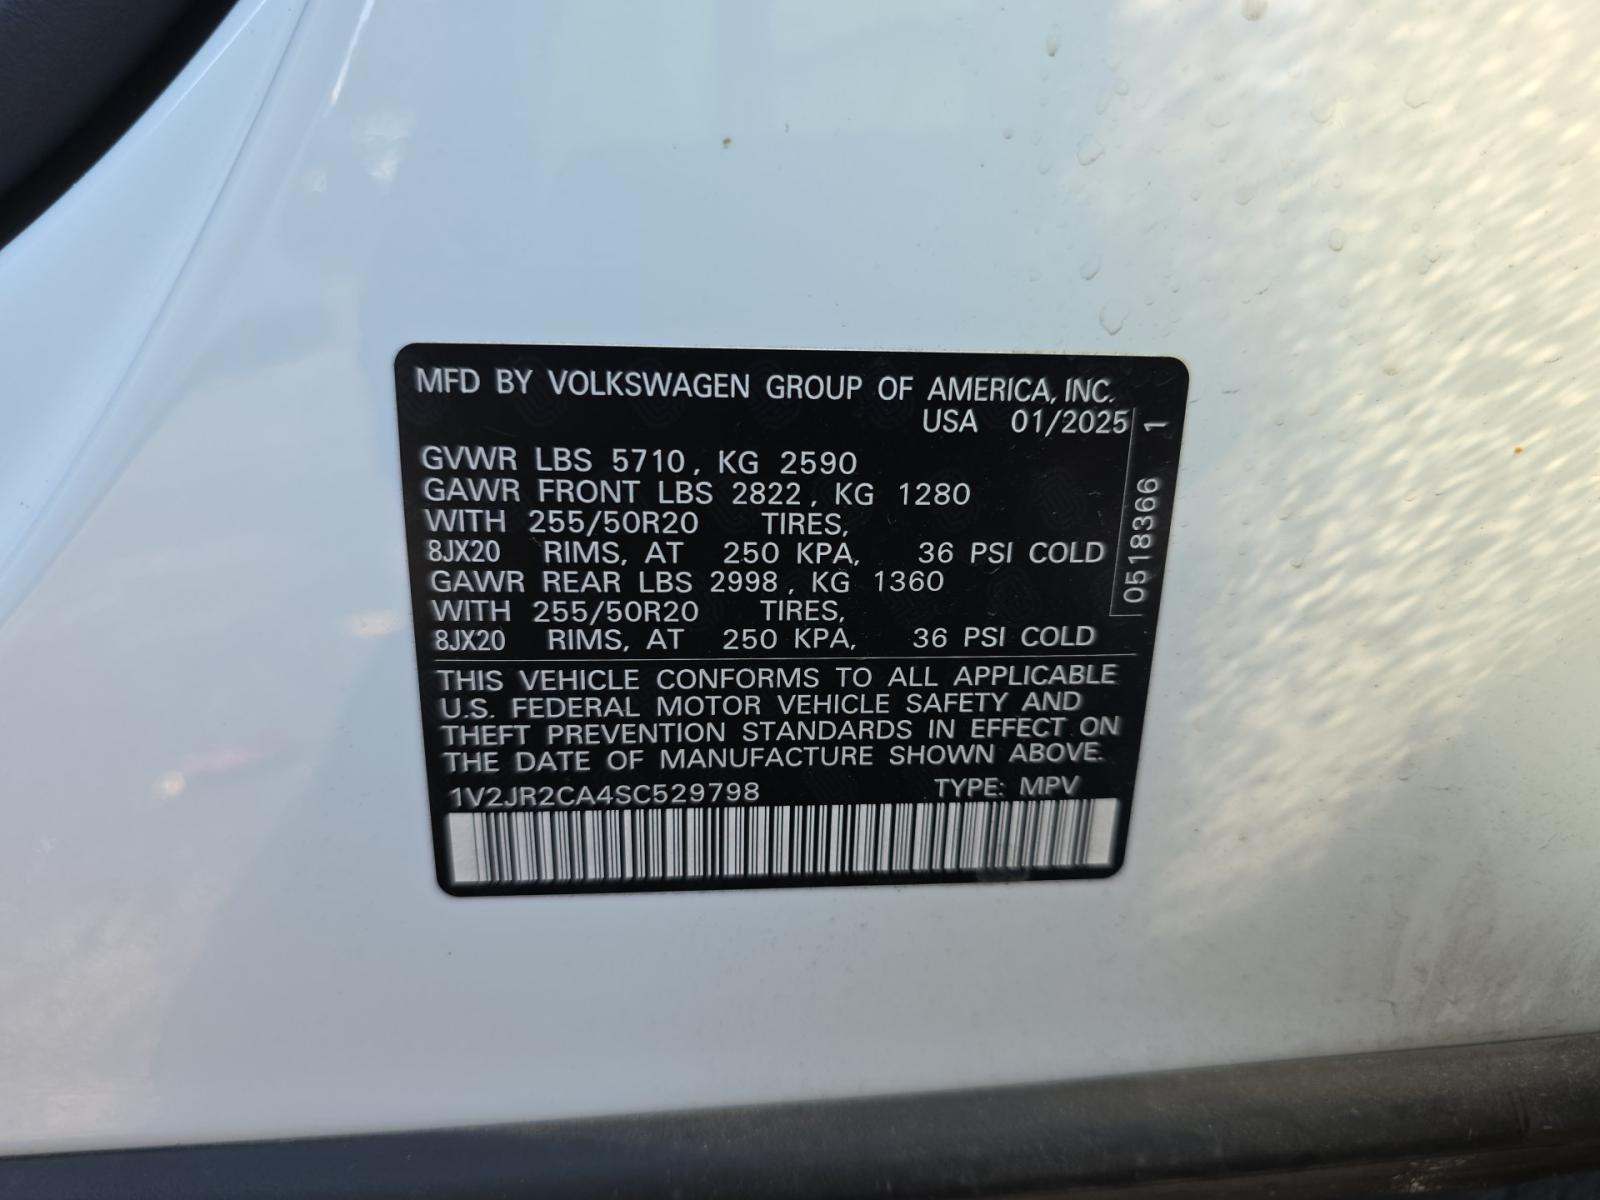 MFD BY VOLKSWAGEN GROUP OF AMERICA, INC.
USA 01/2025
GVWR LBS 5710, KG 2590
GAWR FRONT LBS 2822, KG 1280
WITH 255/50R20 TIRES,
8JX20 RIMS, AT 250 KPA, 36 PSI COLD
GAWR REAR LBS 2998, KG 1360
WITH 255/50R20 TIRES,
8JX20 RIMS, AT 250 KPA, 36 PSI COLD
THIS VEHICLE CONFORMS TO ALL APPLICABLE
U.S. FEDERAL MOTOR VEHICLE SAFETY AND
THEFT PREVENTION STANDARDS IN EFFECT ON
THE DATE OF MANUFACTURE SHOWN ABOVE.
1V2JR2CA4SC529798 TYPE: MPV
0518366 1